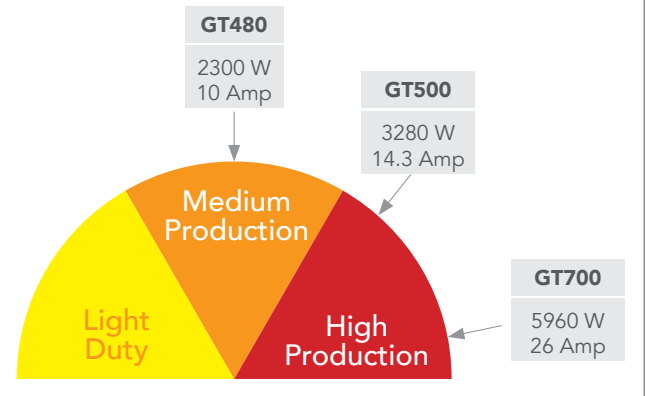 GT480
2300 W
10 Amp
GT500
3280 W
14.3 Amp
Medium
Production
GT700
5960 W
26 Amp
Light
Duty
High
Production